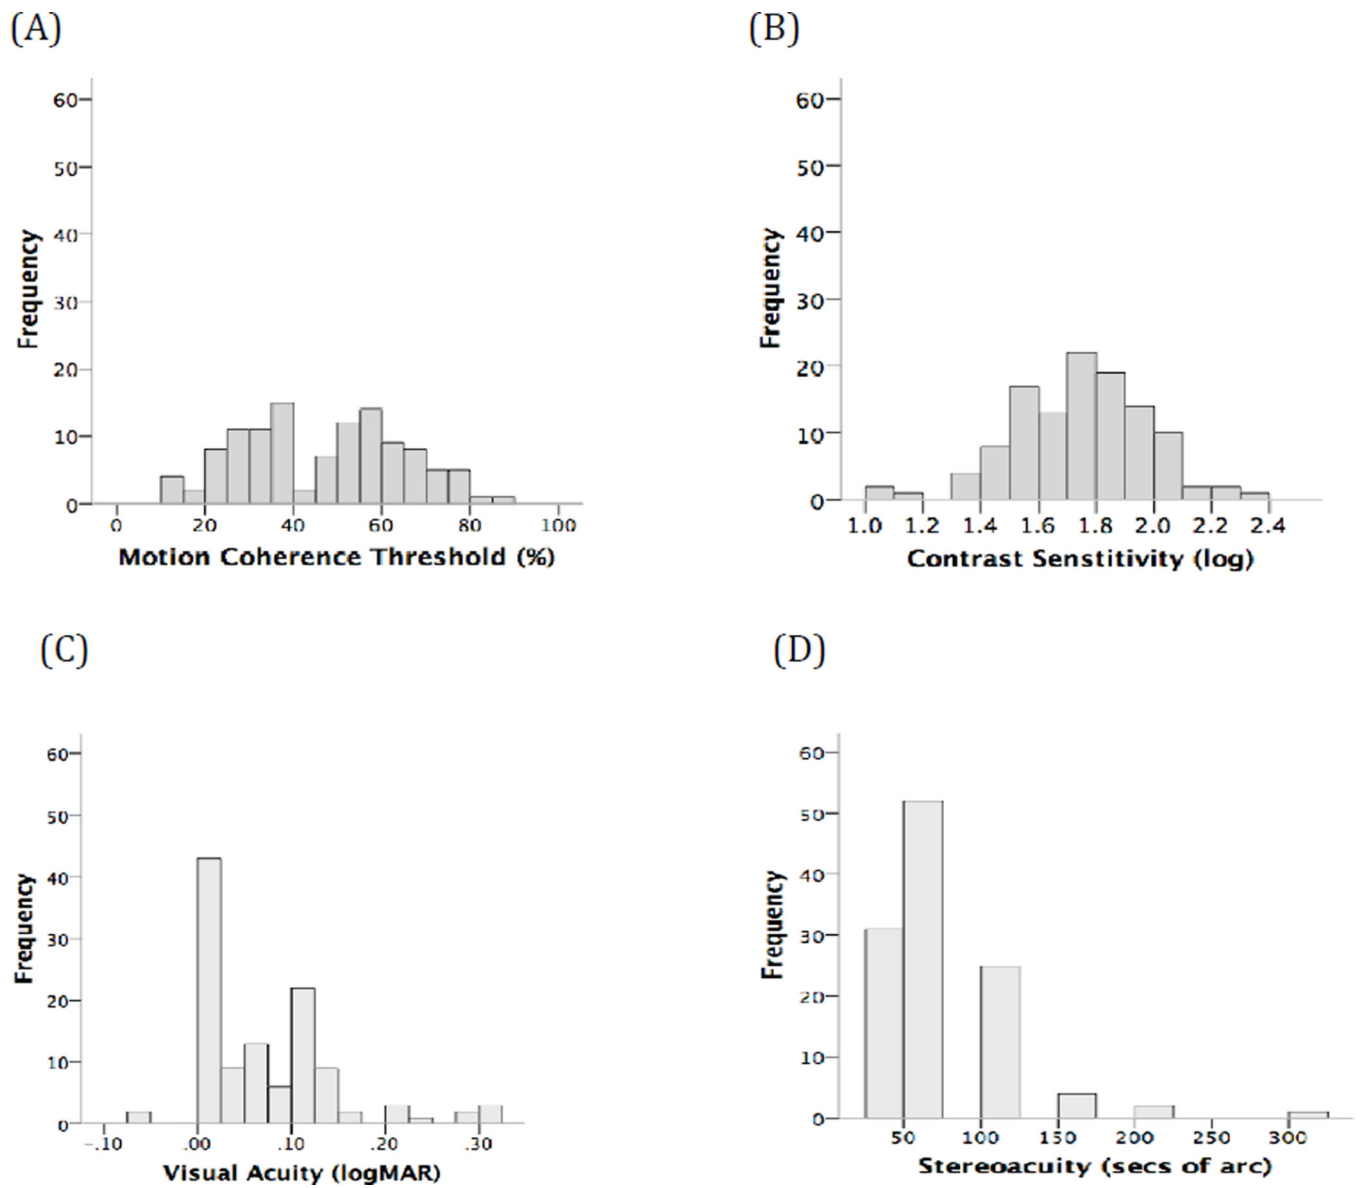 (A)
60
50
40
30
20
10
0
Frequency
0 20 40 60 80 100
Motion Coherence Threshold (%)
(B)
60
50
40
30
20
10
0
Frequency
1.0 1.2 1.4 1.6 1.8 2.0 2.2 2.4
Contrast Senstitivity (log)
(C)
60
50
40
30
20
10
0
Frequency
-.10 .00 .10 .20 .30
Visual Acuity (logMAR)
(D)
60
50
40
30
20
10
0
Frequency
50 100 150 200 250 300
Stereoacuity (secs of arc)